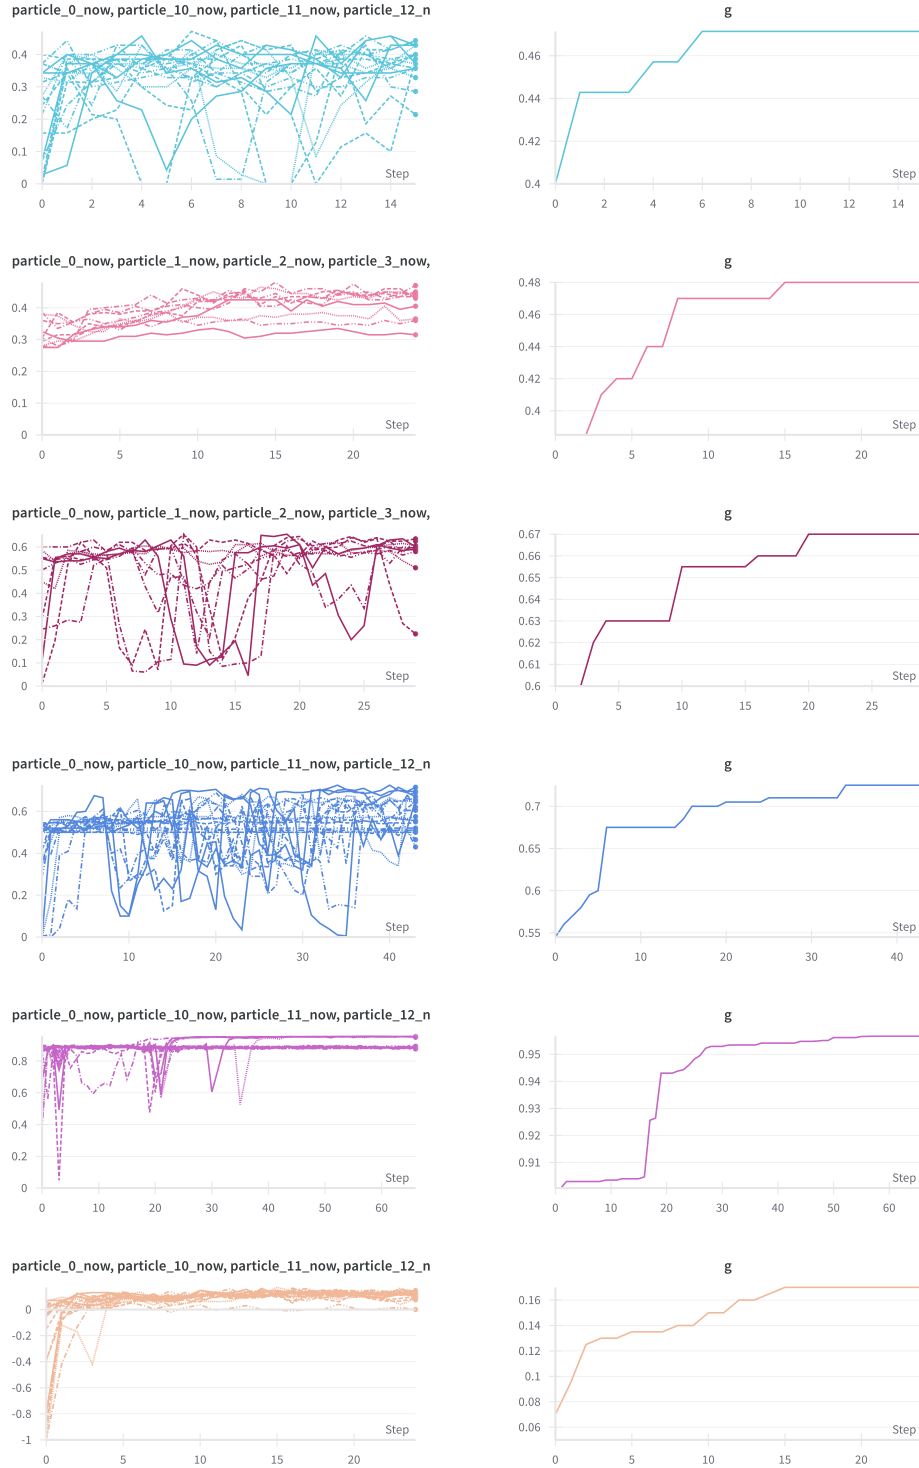 particle_0_now, particle_10_now, particle_11_now, particle_12_n
0.4
0.3
0.2
0.1
0
Step
0 2 4 6 8 10 12 14
g
0.46
0.44
0.42
0.4
Step
0 2 4 6 8 10 12 14
particle_0_now, particle_1_now, particle_2_now, particle_3_now,
0.4
0.3
0.2
0.1
0
Step
0 5 10 15 20
g
0.48
0.46
0.44
0.42
0.4
Step
0 5 10 15 20
particle_0_now, particle_1_now, particle_2_now, particle_3_now,
0.6
0.5
0.4
0.3
0.2
0.1
0
Step
0 5 10 15 20 25
g
0.67
0.66
0.65
0.64
0.63
0.62
0.61
0.6
Step
0 5 10 15 20 25
particle_0_now, particle_10_now, particle_11_now, particle_12_n
0.6
0.4
0.2
0
Step
0 10 20 30 40
g
0.7
0.65
0.6
0.55
Step
0 10 20 30 40
particle_0_now, particle_10_now, particle_11_now, particle_12_n
0.8
0.6
0.4
0.2
0
Step
0 10 20 30 40 50 60
g
0.95
0.94
0.93
0.92
0.91
Step
0 10 20 30 40 50 60
particle_0_now, particle_10_now, particle_11_now, particle_12_n
0
-0.2
-0.4
-0.6
-0.8
-1
Step
0 5 10 15 20
g
0.16
0.14
0.12
0.1
0.08
0.06
Step
0 5 10 15 20